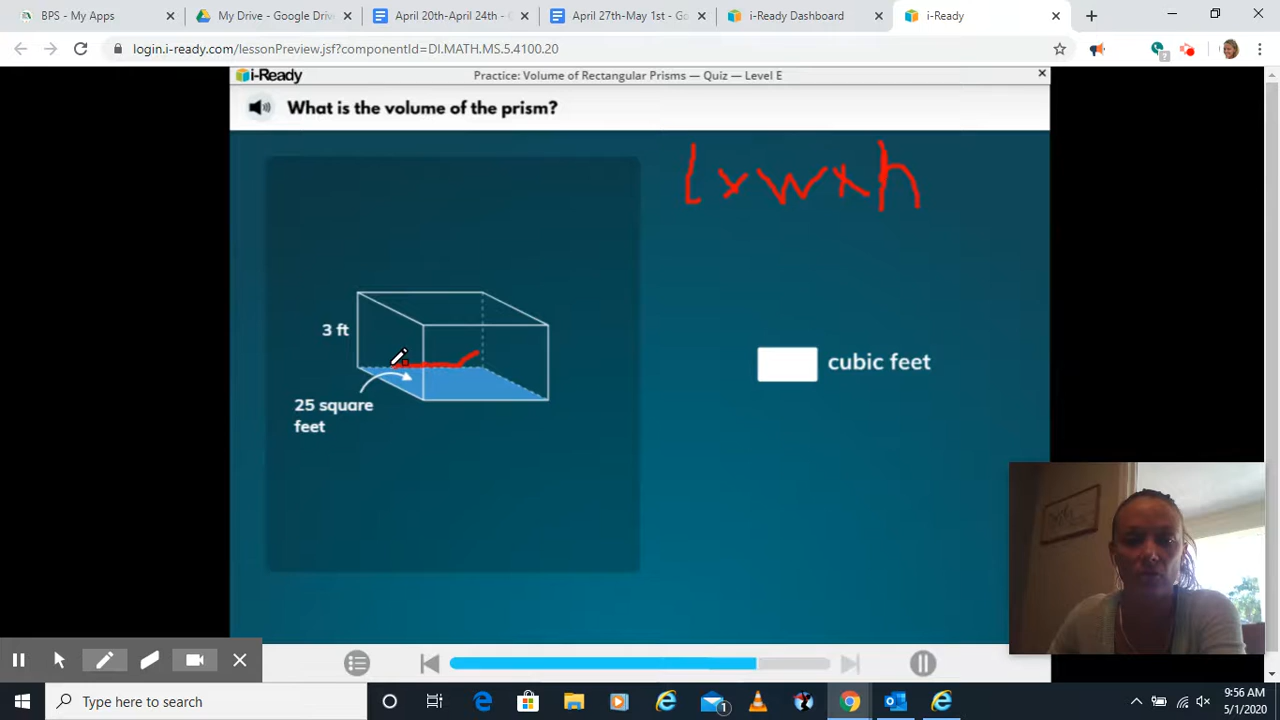 BPS - My Apps
My Drive - Google Drive
April 20th-April 24th - G
April 27th-May 1st - Go
i-Ready Dashboard
i-Ready
login.i-ready.com/lessonPreview.jsf?componentId=DI.MATH.MS.5.4100.20
i-Ready
Practice: Volume of Rectangular Prisms — Quiz — Level E
What is the volume of the prism?
l x w x h
3 ft
25 square
feet
cubic feet
Type here to search
1
9:56 AM
5/1/2020